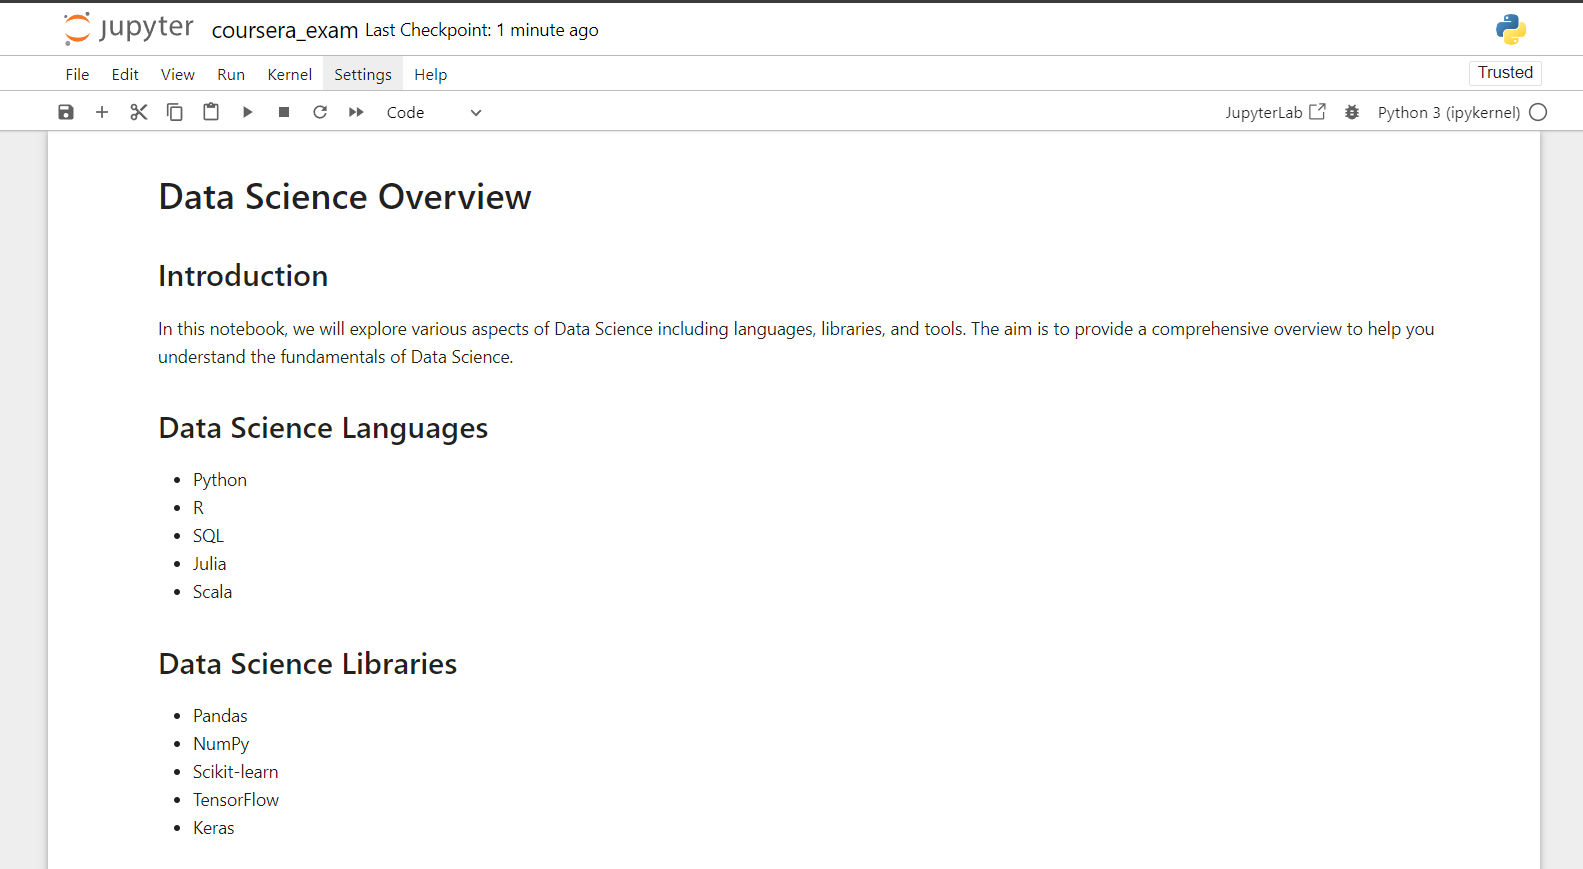 jupyter coursera_exam Last Checkpoint: 1 minute ago
File Edit View Run Kernel Settings Help Trusted
Code JupyterLab Python 3 (ipykernel)
Data Science Overview
Introduction
In this notebook, we will explore various aspects of Data Science including languages, libraries, and tools. The aim is to provide a comprehensive overview to help you
understand the fundamentals of Data Science.
Data Science Languages
• Python
• R
• SQL
• Julia
• Scala
Data Science Libraries
• Pandas
• NumPy
• Scikit-learn
• TensorFlow
• Keras